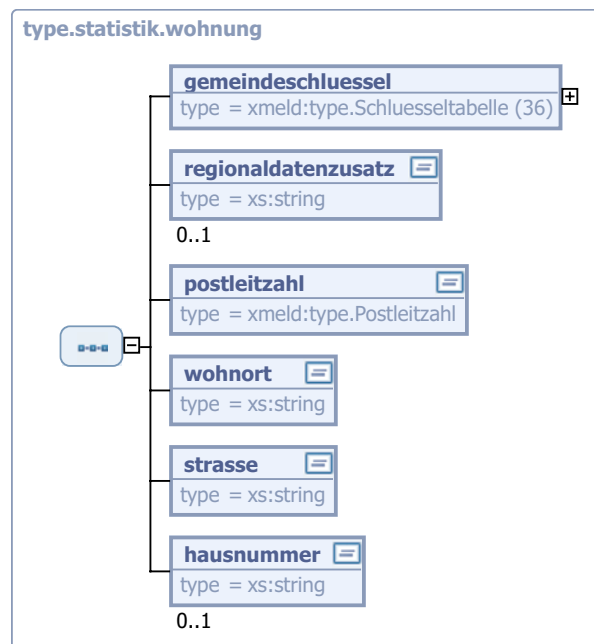 type.statistik.wohnung
gemeindeschluessel
type = xmeld:type.Schluesseltabelle (36)
regionaldatenzusatz
type = xs:string
0..1
postleitzahl
type = xmeld:type.Postleitzahl
wohnort
type = xs:string
strasse
type = xs:string
hausnummer
type = xs:string
0..1